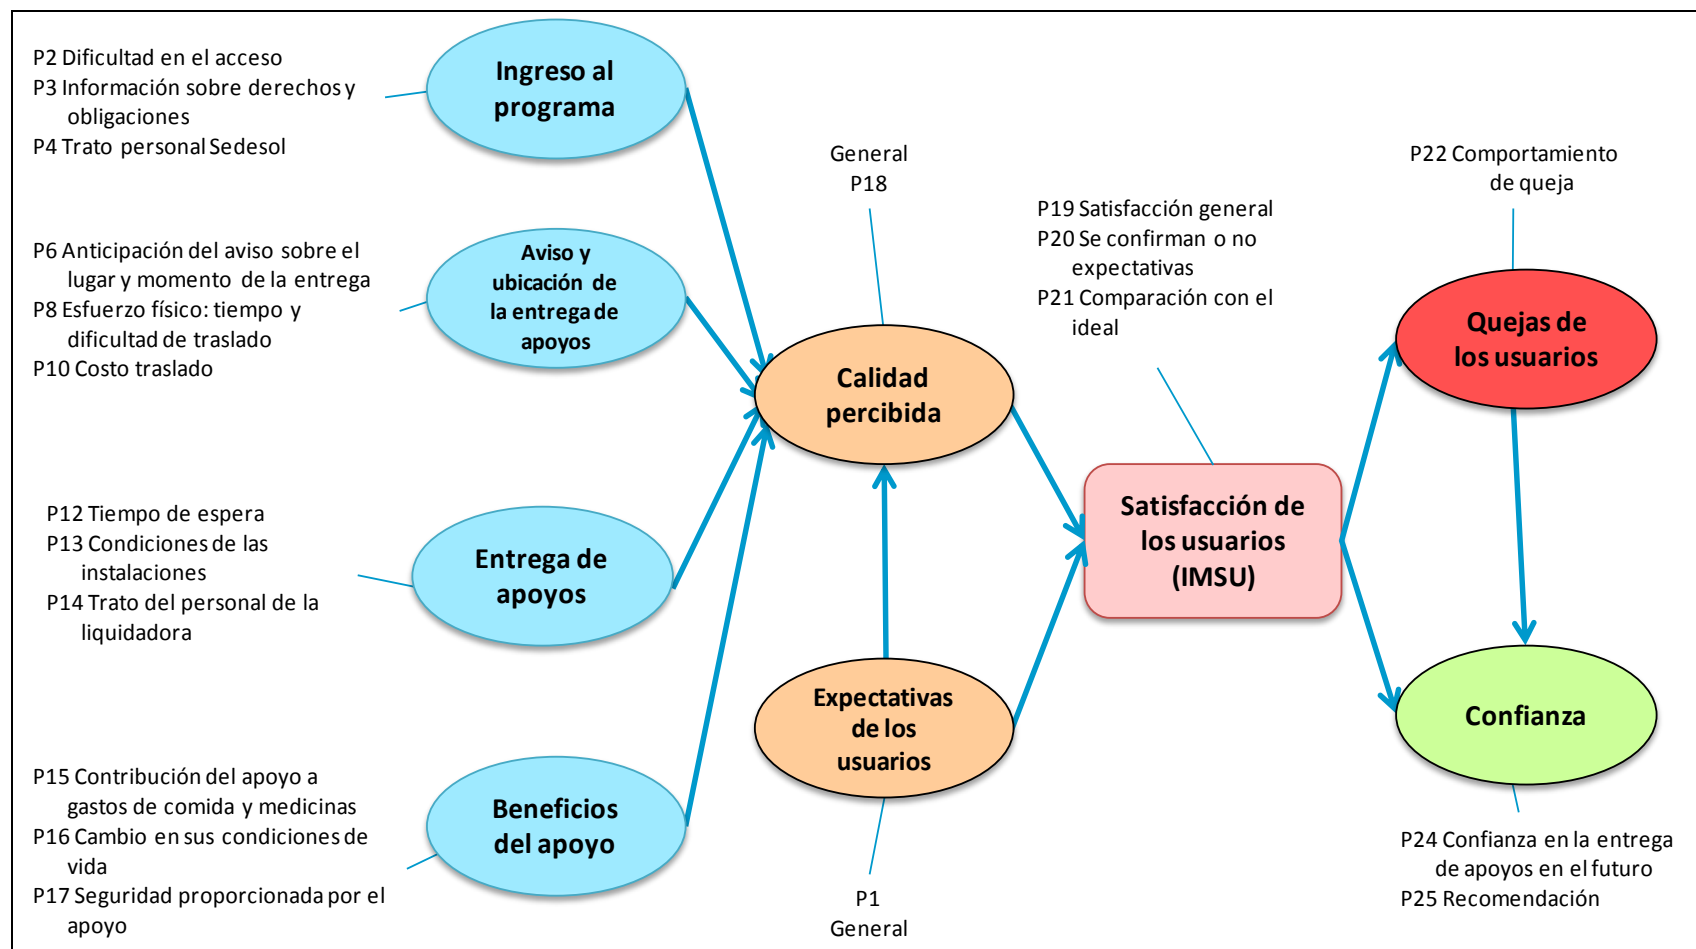 P2 Dificultad en el acceso
P3 Información sobre derechos y
obligaciones
P4 Trato personal Sedesol
Ingreso al
programa
P6 Anticipación del aviso sobre el
lugar y momento de la entrega
P8 Esfuerzo físico: tiempo y
dificultad de traslado
P10 Costo traslado
Aviso y
ubicación de
la entrega de
apoyos
P12 Tiempo de espera
P13 Condiciones de las
instalaciones
P14 Trato del personal de la
liquidadora
Entrega de
apoyos
P15 Contribución del apoyo a
gastos de comida y medicinas
P16 Cambio en sus condiciones de
vida
P17 Seguridad proporcionada por el
apoyo
Beneficios
del apoyo
General
P18
Calidad
percibida
Expectativas
de los
usuarios
P1
General
P19 Satisfacción general
P20 Se confirman o no
expectativas
P21 Comparación con el
ideal
Satisfacción de
los usuarios
(IMSU)
P22 Comportamiento
de queja
Quejas de
los usuarios
Confianza
P24 Confianza en la entrega
de apoyos en el futuro
P25 Recomendación